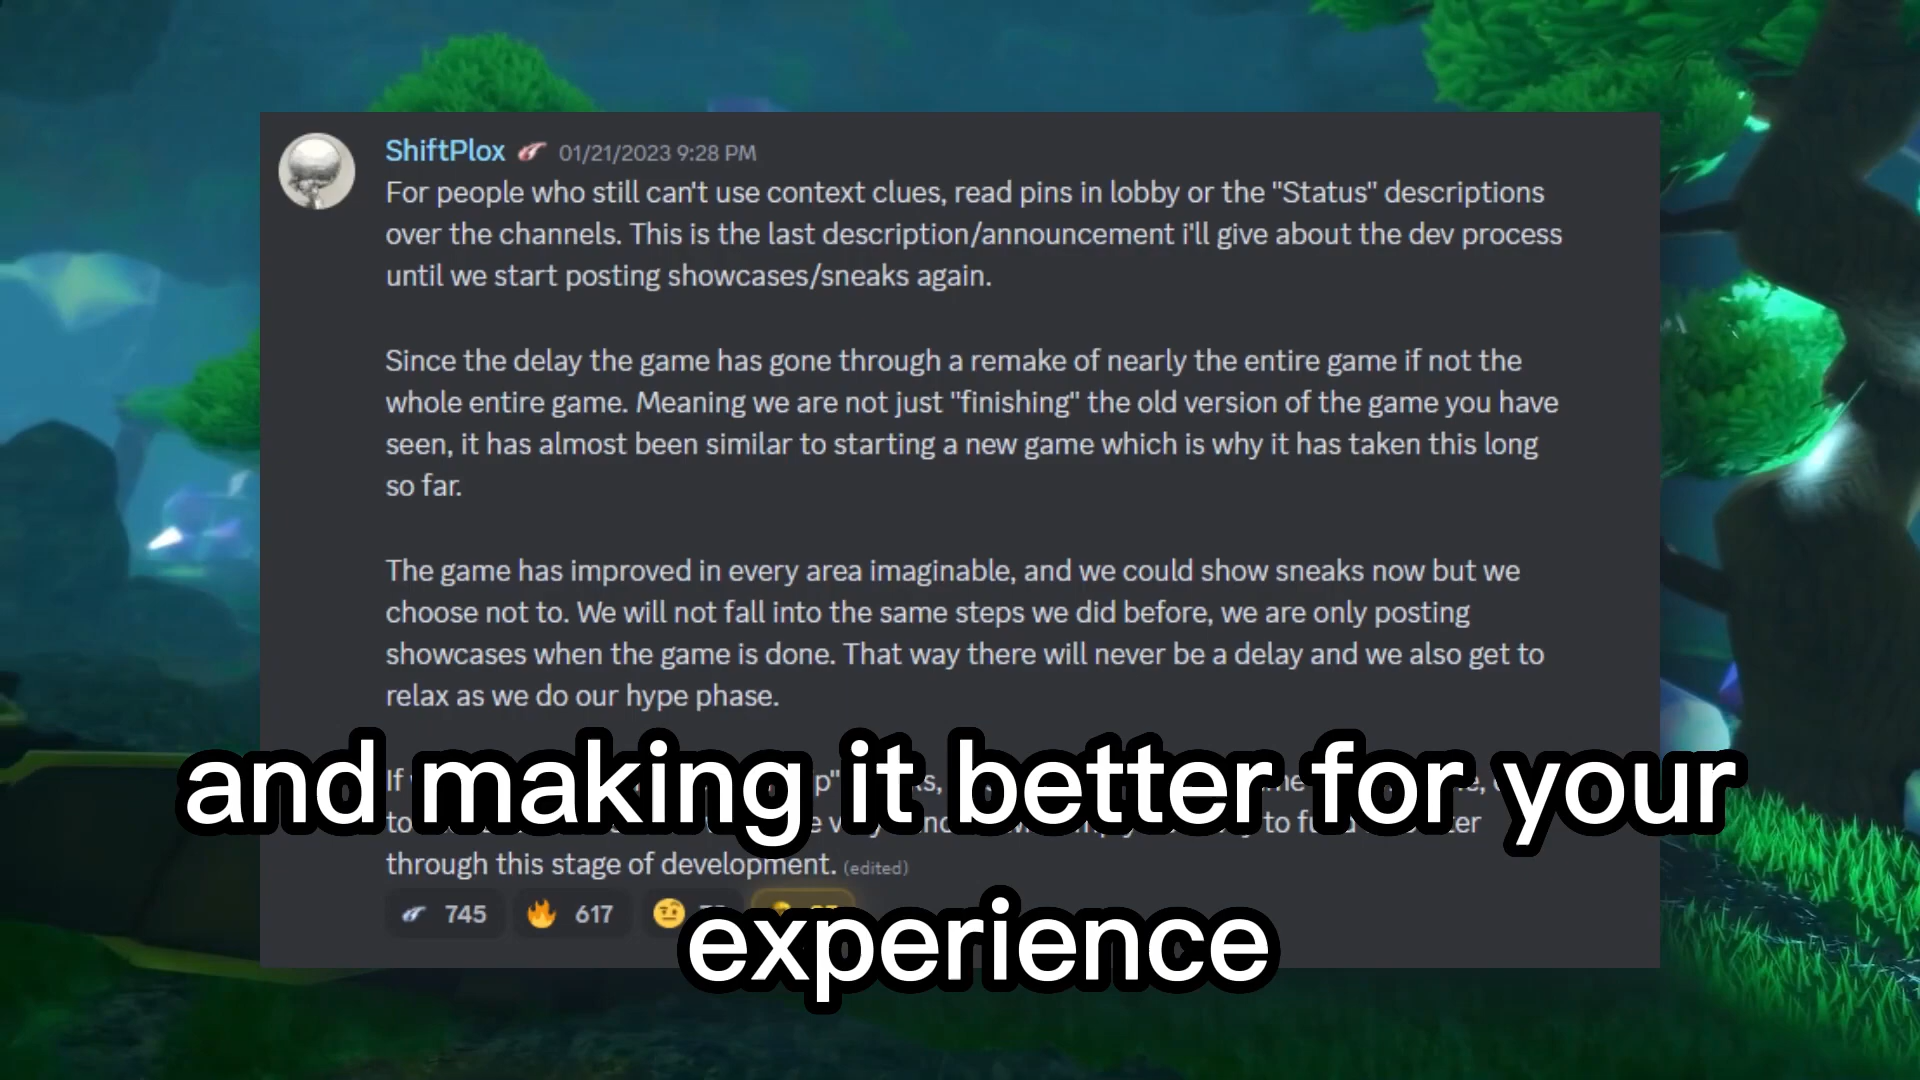 ShiftPlox 01/21/2023 9:28 PM
For people who still can't use context clues, read pins in lobby or the "Status" descriptions
over the channels. This is the last description/announcement i'll give about the dev process
until we start posting showcases/sneaks again.
Since the delay the game has gone through a remake of nearly the entire game if not the
whole entire game. Meaning we are not just "finishing" the old version of the game you have
seen, it has almost been similar to starting a new game which is why it has taken this long
so far.
The game has improved in every area imaginable, and we could show sneaks now but we
choose not to. We will not fall into the same steps we did before, we are only posting
showcases when the game is done. That way there will never be a delay and we also get to
relax as we do our hype phase.
If
and making it better for your
to to
through this stage of development. (edited)
745 617
experience